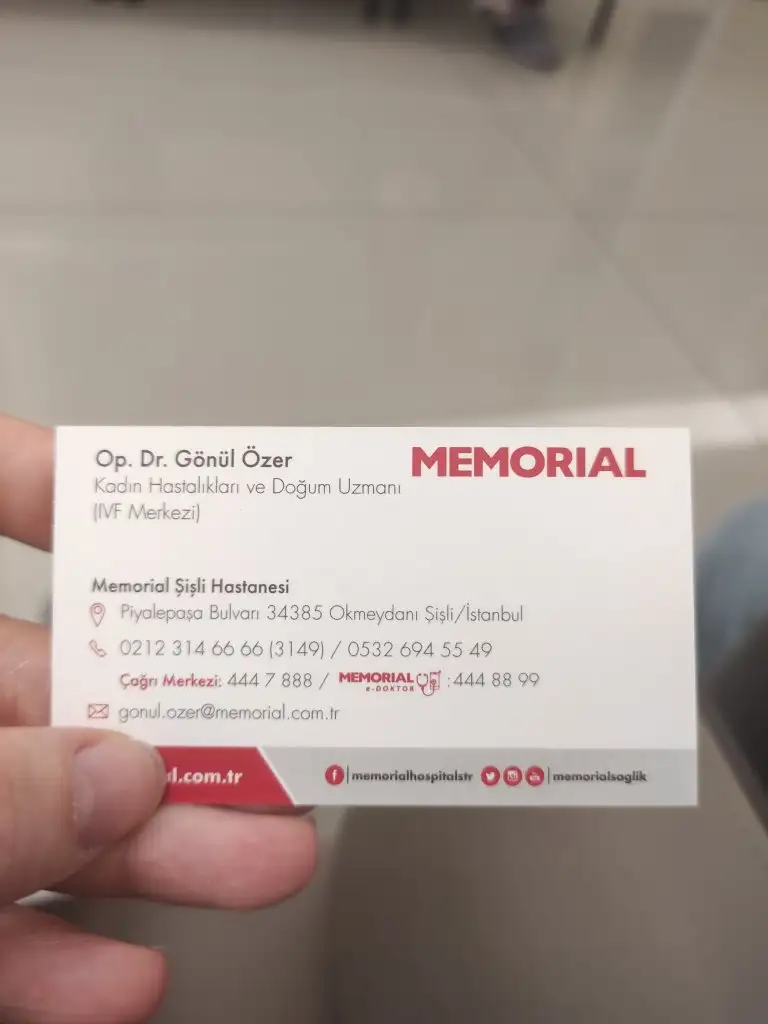 Op. Dr. Gönül Özer
MEMORIAL
Kadın Hastalıkları ve Doğum Uzmanı
(IVF Merkezi)
Memorial Şişli Hastanesi
Piyalepaşa Bulvarı 34385 Okmeydanı Şişli/İstanbul
0212 314 66 66 (3149) / 0532 694 55 49
Çağrı Merkezi: 444 7 888 / MEMORIAL e-DOKTOR : 444 88 99
gonul.ozer@memorial.com.tr
l.com.tr
memorialhospitalstr
memorialsaglik